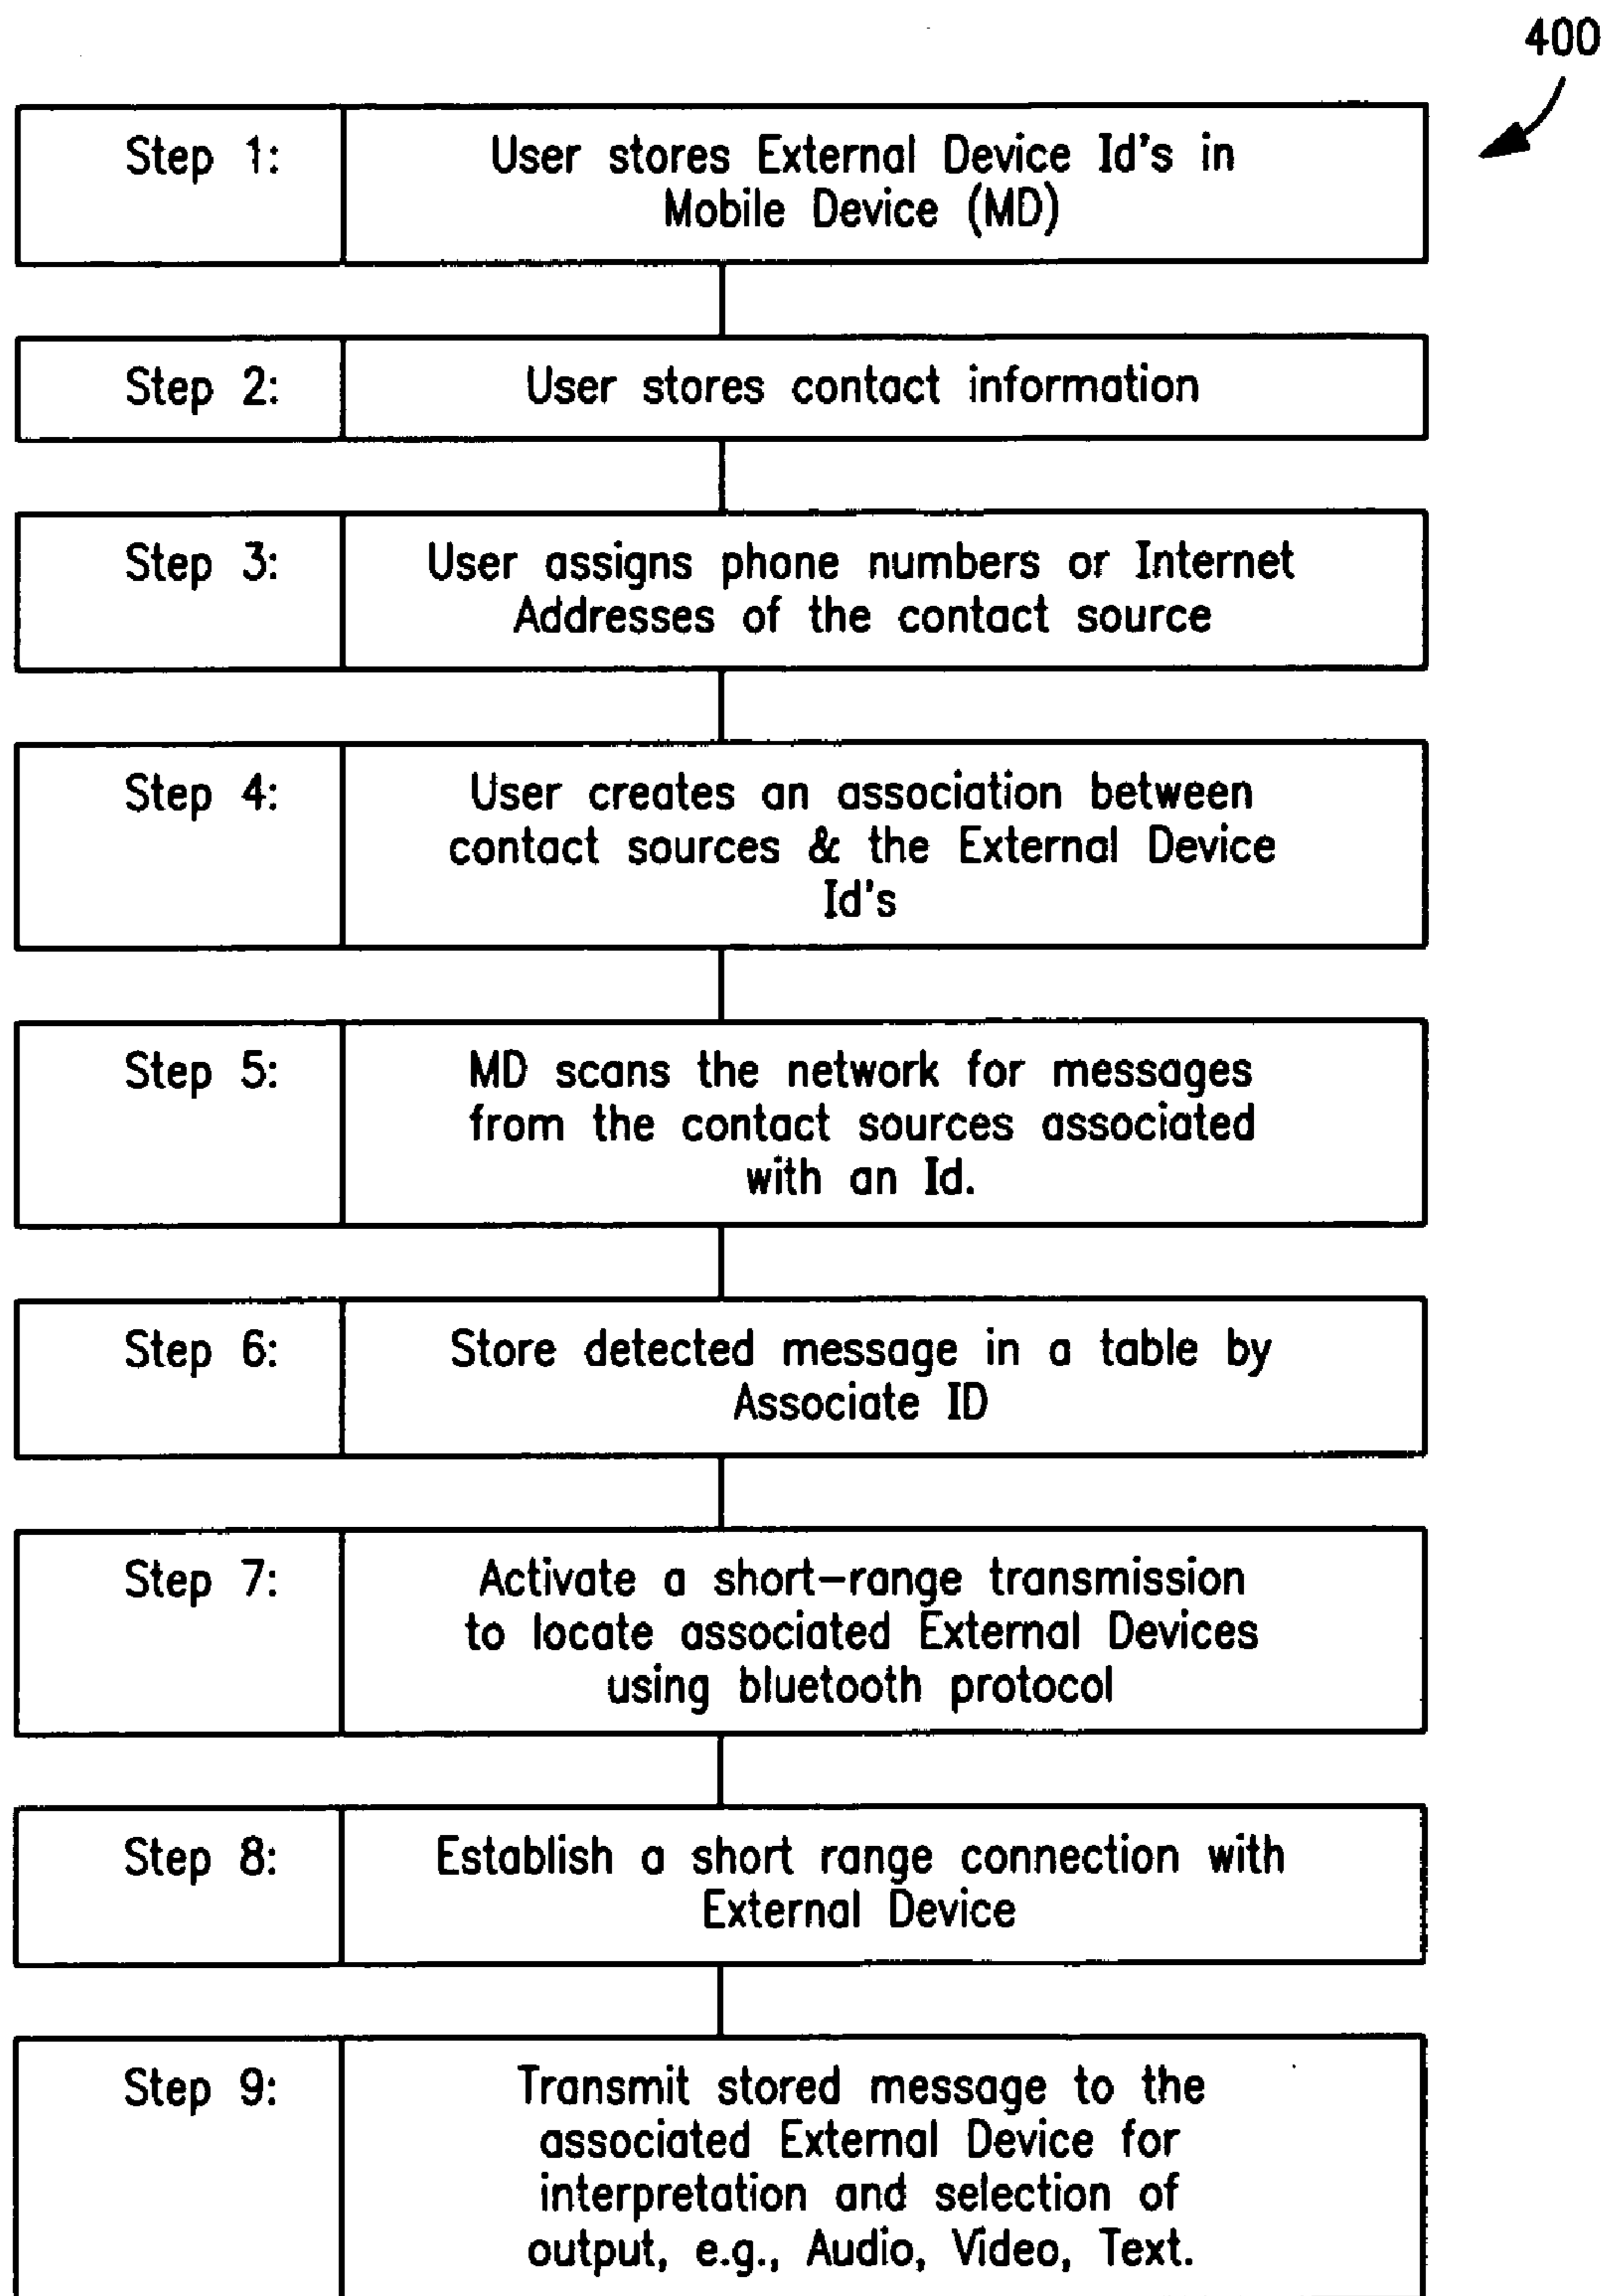 400
Step 1: User stores External Device Id's in
Mobile Device (MD)
Step 2: User stores contact information
Step 3: User assigns phone numbers or Internet
Addresses of the contact source
Step 4: User creates an association between
contact sources & the External Device
Id's
Step 5: MD scans the network for messages
from the contact sources associated
with an Id.
Step 6: Store detected message in a table by
Associate ID
Step 7: Activate a short-range transmission
to locate associated External Devices
using bluetooth protocol
Step 8: Establish a short range connection with
External Device
Step 9: Transmit stored message to the
associated External Device for
interpretation and selection of
output, e.g., Audio, Video, Text.